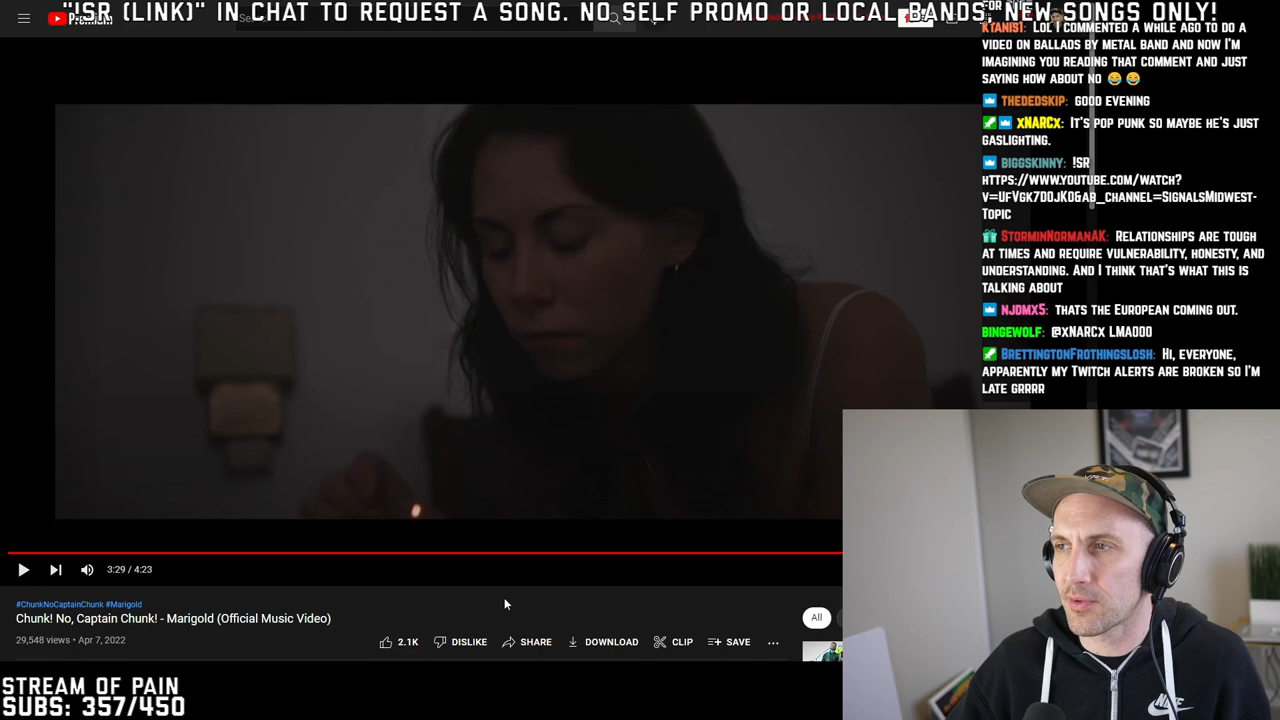 "!SR (LINK)" IN CHAT TO REQUEST A SONG. NO SELF PROMO OR LOCAL BANDS, NEW SONGS ONLY!
KTANIS1: LOL I COMMENTED A WHILE AGO TO DO A
VIDEO ON BALLADS BY METAL BAND AND NOW I'M
IMAGINING YOU READING THAT COMMENT AND JUST
SAYING HOW ABOUT NO 😂 😂
THEDEDSKIP: GOOD EVENING
xNARCx: IT'S POP PUNK SO MAYBE HE'S JUST
GASLIGHTING.
BIGGSKINNY: !SR
HTTPS://WWW.YOUTUBE.COM/WATCH?
V=UFVGK7DOJK0&AB_CHANNEL=SIGNALSMIDWEST-
TOPIC
STORMINNORMANAK: RELATIONSHIPS ARE TOUGH
AT TIMES AND REQUIRE VULNERABILITY, HONESTY, AND
UNDERSTANDING. AND I THINK THAT'S WHAT THIS IS
TALKING ABOUT
NJDMXS: THATS THE EUROPEAN COMING OUT.
BINGEWOLF: @XNARCX LMAOOO
BRETTINGTONFROTHINGSLOSH: HI, EVERYONE,
APPARENTLY MY TWITCH ALERTS ARE BROKEN SO I'M
LATE GRRRR
3:29 / 4:23
#ChunkNoCaptainChunk #Marigold
Chunk! No, Captain Chunk! - Marigold (Official Music Video)
29,548 views • Apr 7, 2022
2.1K DISLIKE SHARE DOWNLOAD CLIP SAVE ...
All
STREAM OF PAIN
SUBS: 357/450